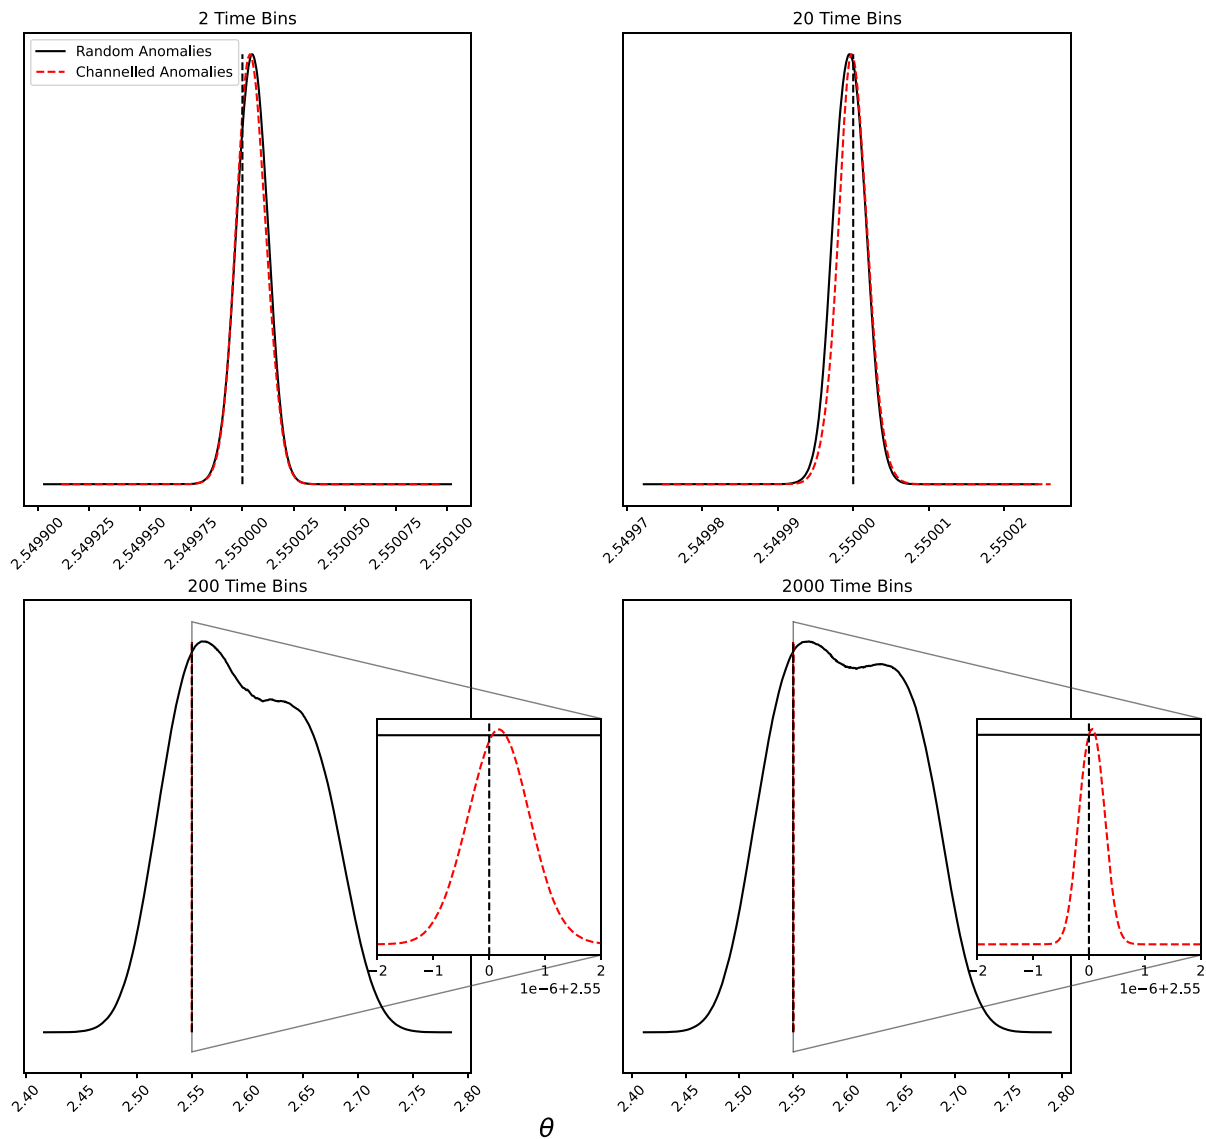 2 Time Bins
Random Anomalies
Channelled Anomalies
2.549900 2.549925 2.549950 2.549975 2.550000 2.550025 2.550050 2.550075 2.550100
20 Time Bins
2.54997 2.54998 2.54999 2.55000 2.55001 2.55002
200 Time Bins
−2 −1 0 1 2
1e-6+2.55
2.40 2.45 2.50 2.55 2.60 2.65 2.70 2.75 2.80
2000 Time Bins
−2 −1 0 1 2
1e-6+2.55
2.40 2.45 2.50 2.55 2.60 2.65 2.70 2.75 2.80
θ